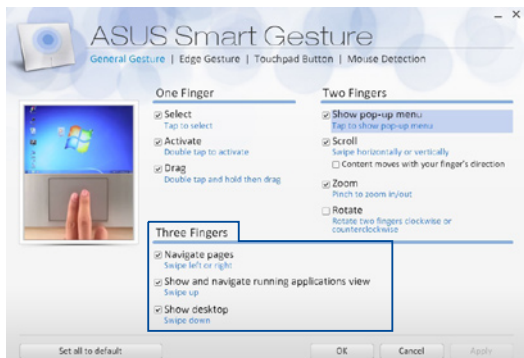 ASUS Smart Gesture
General Gesture | Edge Gesture | Touchpad Button | Mouse Detection
One Finger
Select
Tap to select
Activate
Double tap to activate
Drag
Double tap and hold then drag
Two Fingers
Show pop-up menu
Tap to show pop-up menu
Scroll
Swipe horizontally or vertically
Content moves with your finger's direction
Zoom
Pinch to zoom in/out
Rotate
Rotate two fingers clockwise or
counterclockwise
Three Fingers
Navigate pages
Swipe left or right
Show and navigate running applications view
Swipe up
Show desktop
Swipe down
Set all to default
OK
Cancel
Apply